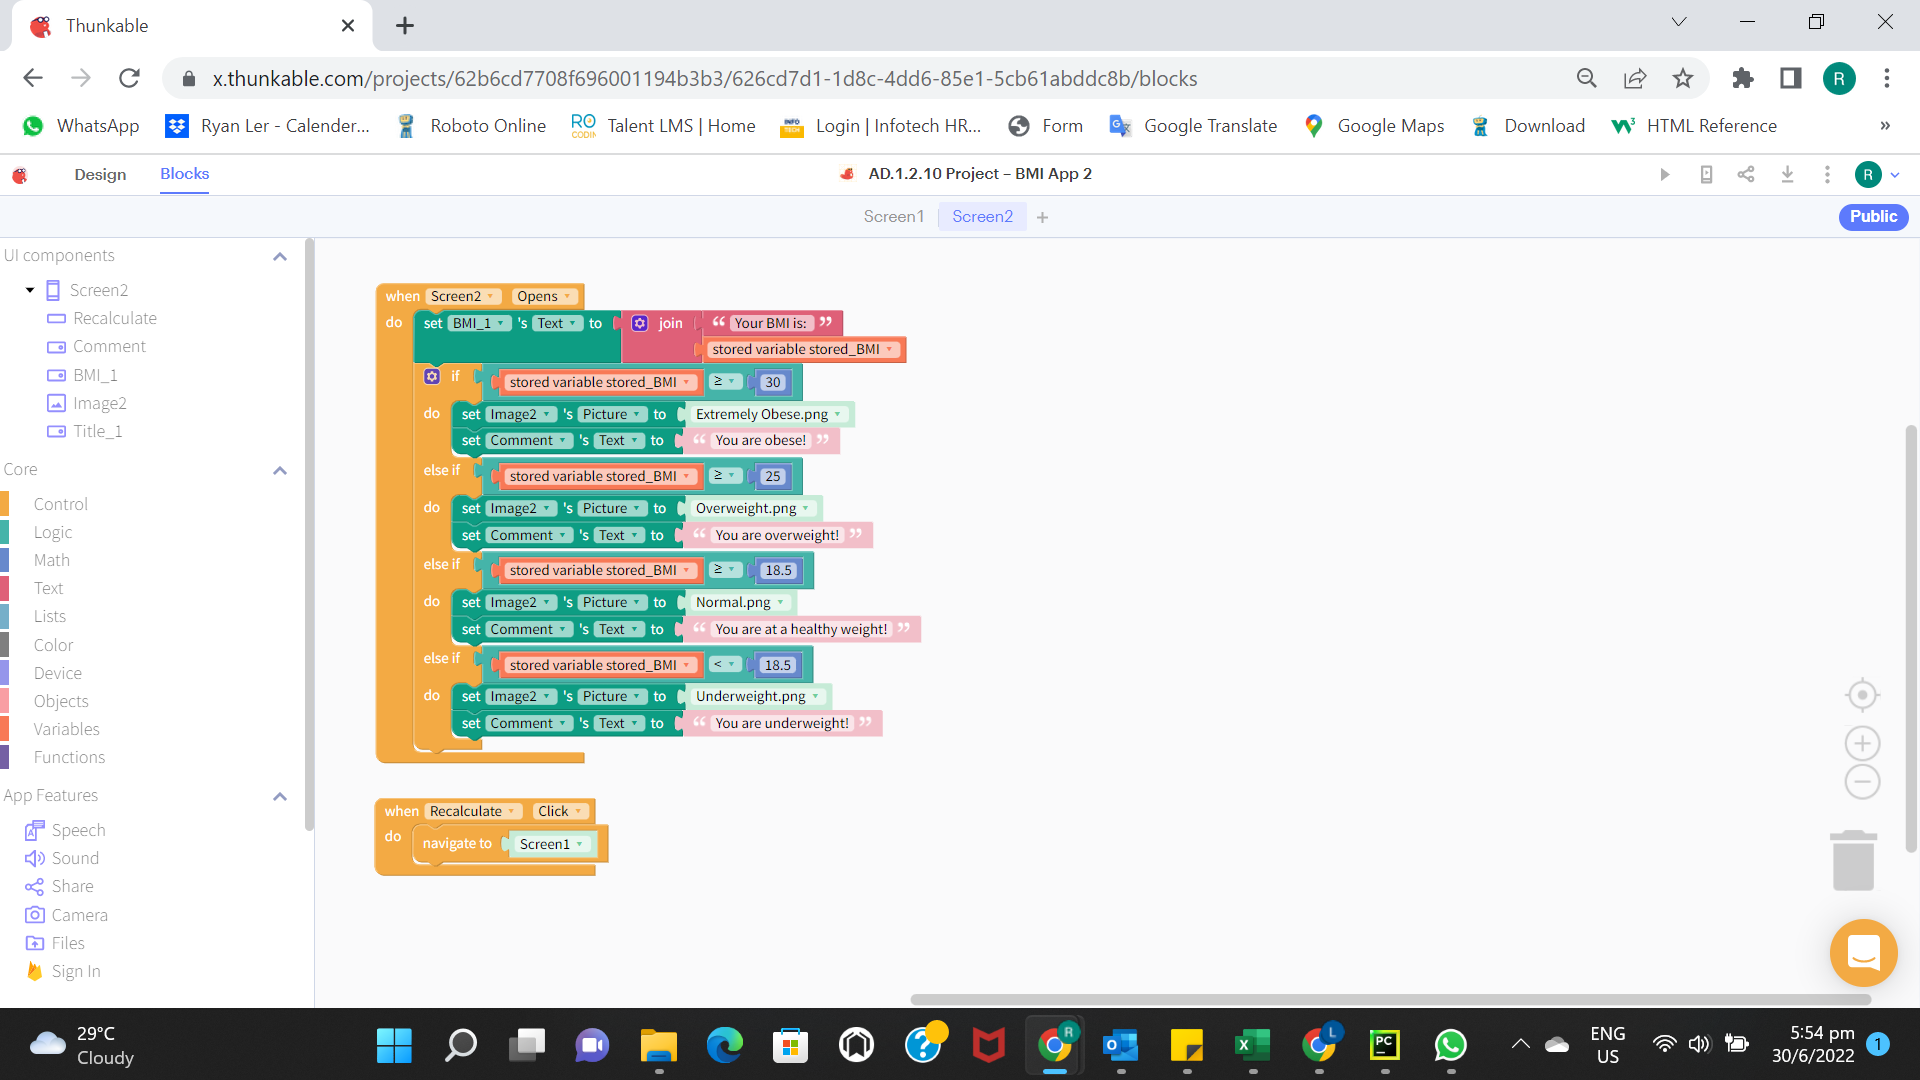 Thunkable
x.thunkable.com/projects/62b6cd7708f696001194b3b3/626cd7d1-1d8c-4dd6-85e1-5cb61abddc8b/blocks
R
WhatsApp Ryan Ler - Calender... Roboto Online RO CODIN Talent LMS | Home INFO TECH Login | Infotech HR... Form Google Translate Google Maps Download HTML Reference »
Design Blocks AD.1.2.10 Project – BMI App 2 R
Screen1 Screen2 + Public
UI components
Screen2
Recalculate
Comment
BMI_1
Image2
Title_1
Core
Control
Logic
Math
Text
Lists
Color
Device
Objects
Variables
Functions
App Features
Speech
Sound
Share
Camera
Files
Sign In
when Screen2 Opens
do set BMI_1 's Text to join “ Your BMI is: ”
stored variable stored_BMI
if stored variable stored_BMI ≥ 30
do set Image2 's Picture to Extremely Obese.png
set Comment 's Text to “ You are obese! ”
else if stored variable stored_BMI ≥ 25
do set Image2 's Picture to Overweight.png
set Comment 's Text to “ You are overweight! ”
else if stored variable stored_BMI ≥ 18.5
do set Image2 's Picture to Normal.png
set Comment 's Text to “ You are at a healthy weight! ”
else if stored variable stored_BMI < 18.5
do set Image2 's Picture to Underweight.png
set Comment 's Text to “ You are underweight! ”
when Recalculate Click
do navigate to Screen1
29°C
Cloudy
R
L
PC
ENG
US
5:54 pm
30/6/2022
1